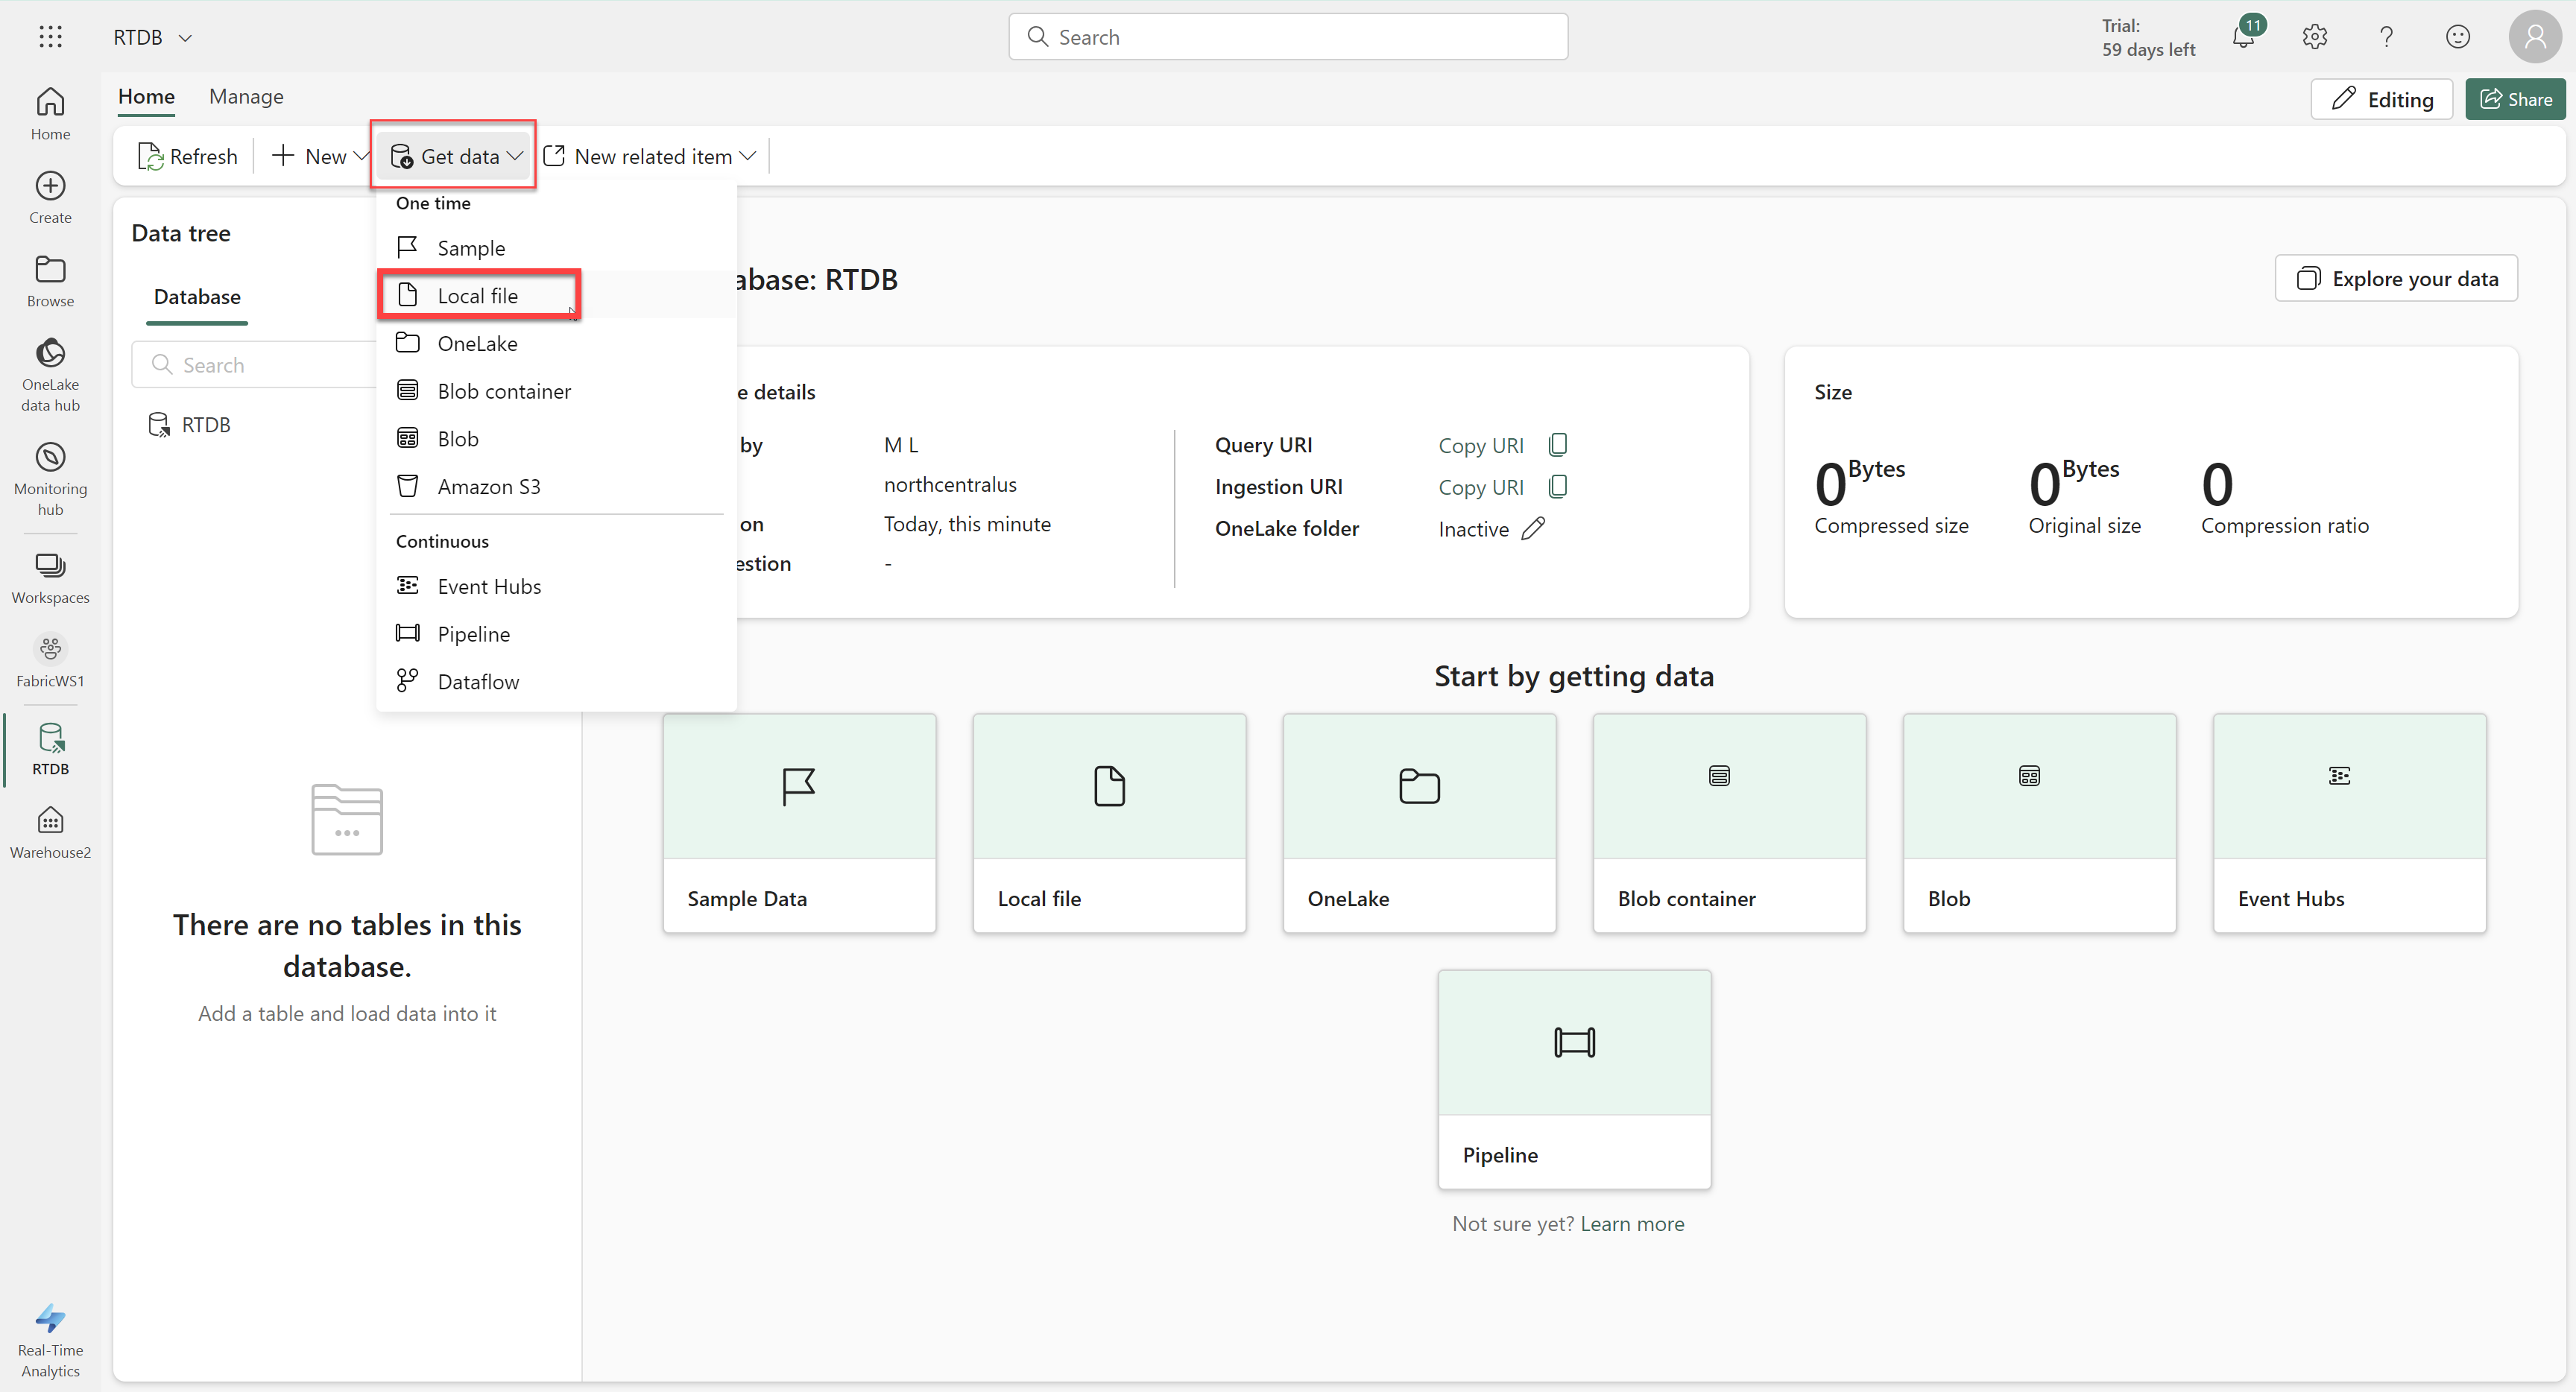 RTDB
Search
Trial:
59 days left
11
Home
Manage
Editing
Share
Refresh
New
Get data
New related item
Home
Create
Browse
OneLake
data hub
Monitoring
hub
Workspaces
FabricWS1
RTDB
Warehouse2
Real-Time
Analytics
Data tree
Database
Search
RTDB
There are no tables in this
database.
Add a table and load data into it
One time
Sample
Local file
OneLake
Blob container
Blob
Amazon S3
Continuous
Event Hubs
Pipeline
Dataflow
abase: RTDB
Explore your data
e details
by
M L
northcentralus
on
Today, this minute
estion
-
Query URI
Copy URI
Ingestion URI
Copy URI
OneLake folder
Inactive
Size
0 Bytes
Compressed size
0 Bytes
Original size
0
Compression ratio
Start by getting data
Sample Data
Local file
OneLake
Blob container
Blob
Event Hubs
Pipeline
Not sure yet? Learn more